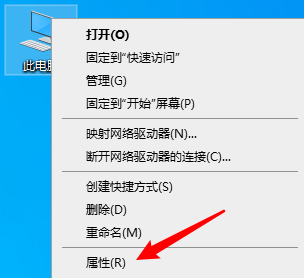 打开(O)
固定到"快速访问"
管理(G)
固定到"开始"屏幕(P)
映射网络驱动器(N)...
断开网络驱动器的连接(C)...
创建快捷方式(S)
删除(D)
重命名(M)
属性(R)
此电脑